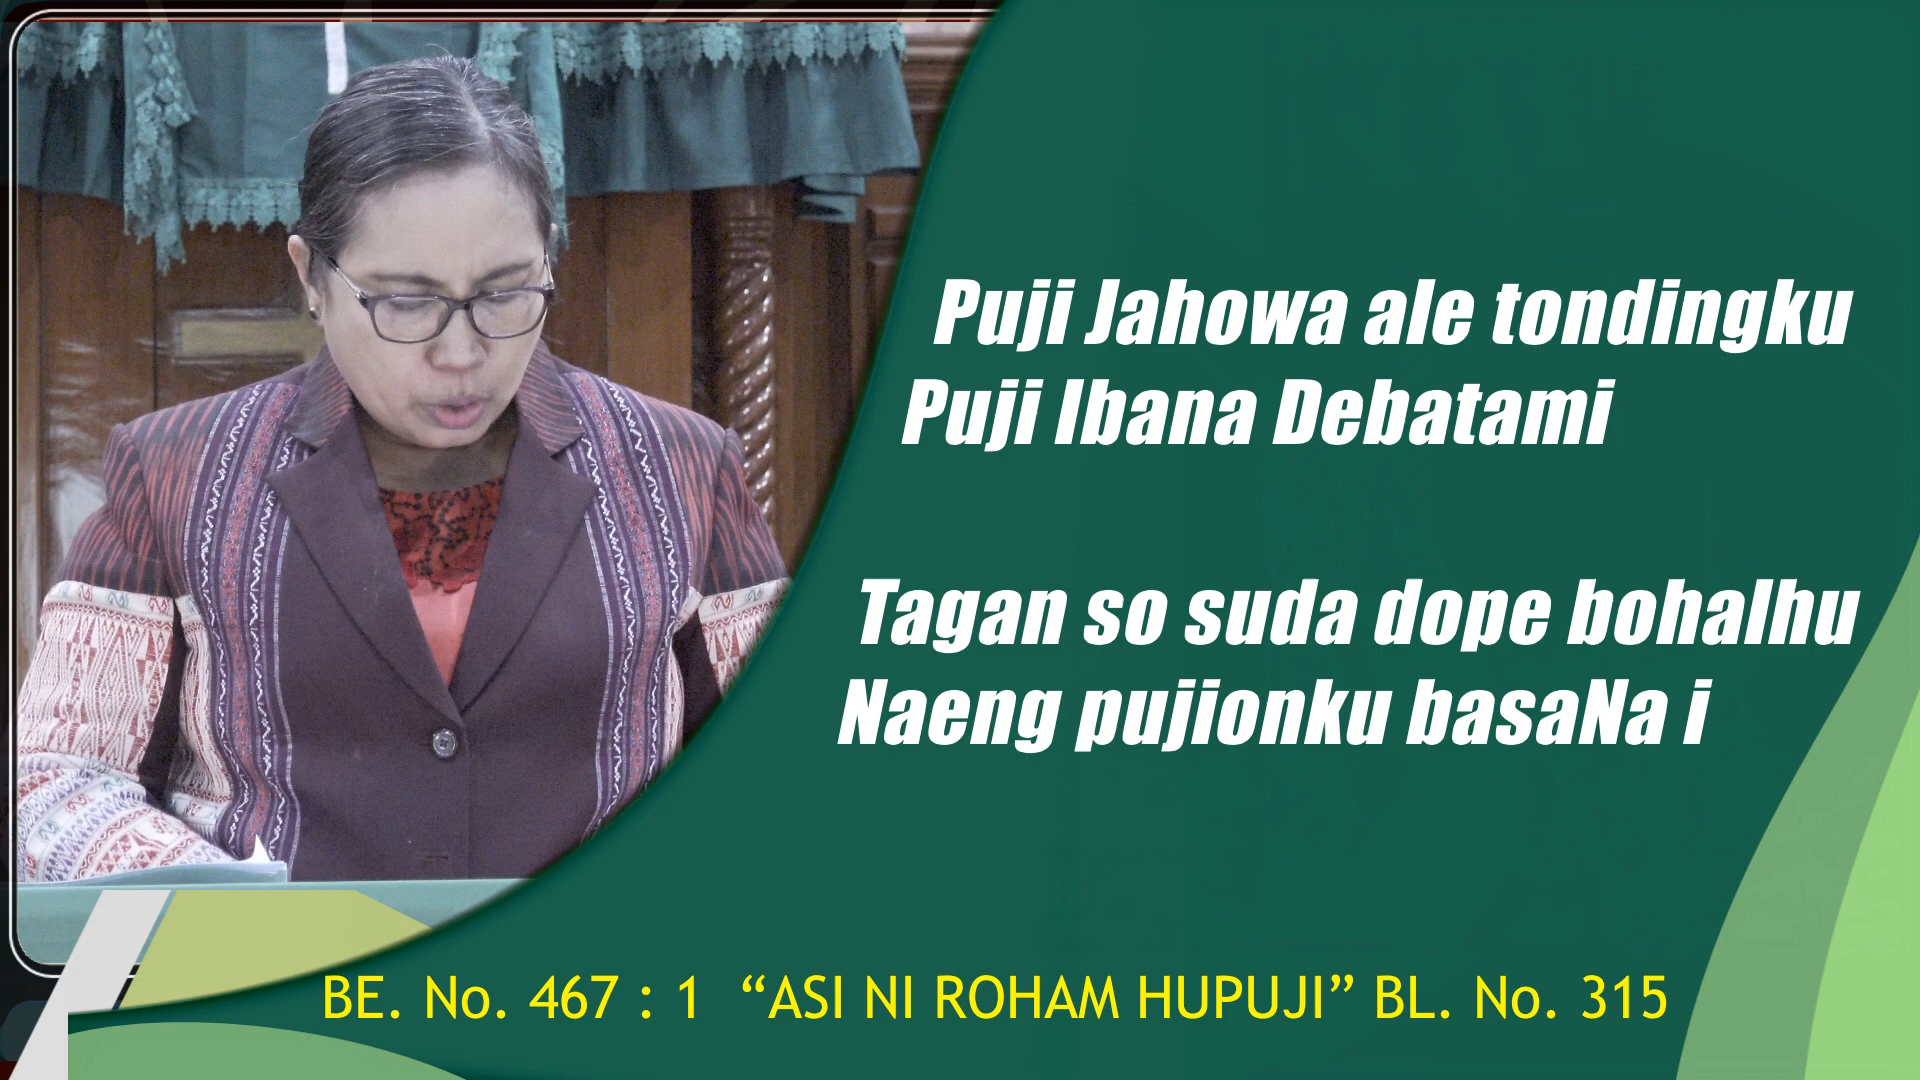 Puji Jahowa ale tondingku
Puji Ibana Debatami
Tagan so suda dope bohalhu
Naeng pujionku basaNa i
BE. No. 467 : 1 “ASI NI ROHAM HUPUJI” BL. No. 315